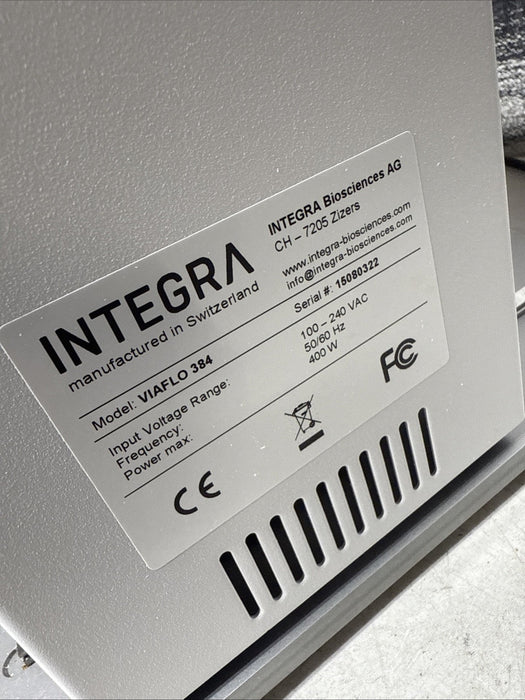 INTEGRA
manufactured in Switzerland
INTEGRA Biosciences AG
CH – 7205 Zizers
www.integra-biosciences.com
info@integra-biosciences.com
Model: VIAFLO 384
Serial #: 15080322
Input Voltage Range: 100 – 240 VAC
Frequency: 50/60 Hz
Power max: 400 W
CE
FC